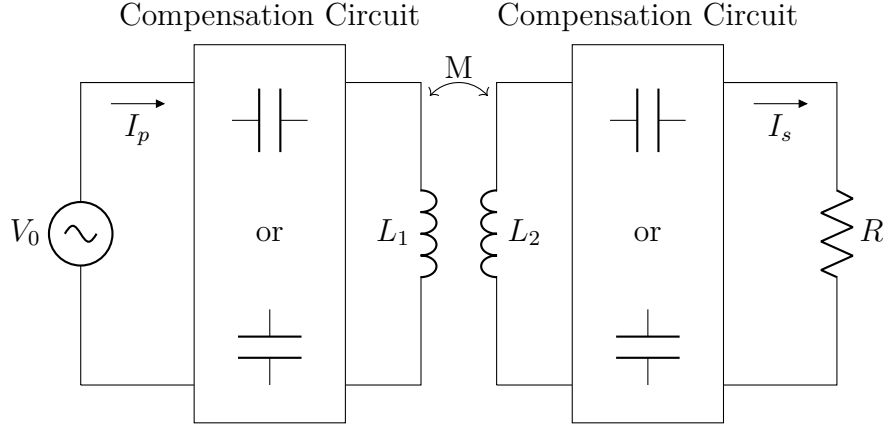 Compensation Circuit
Compensation Circuit
M
I_p
I_s
V_0
or
L_1
L_2
or
R